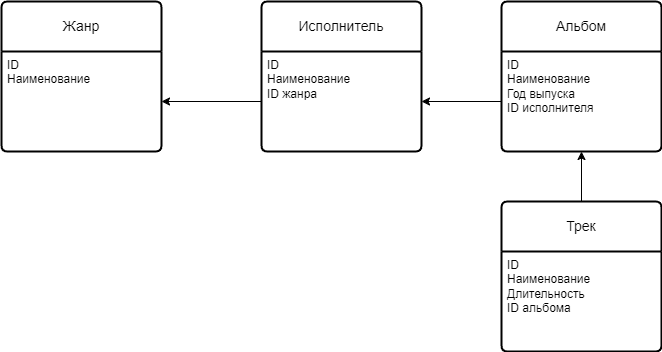 Жанр
ID
Наименование
Исполнитель
ID
Наименование
ID жанра
Альбом
ID
Наименование
Год выпуска
ID исполнителя
Трек
ID
Наименование
Длительность
ID альбома